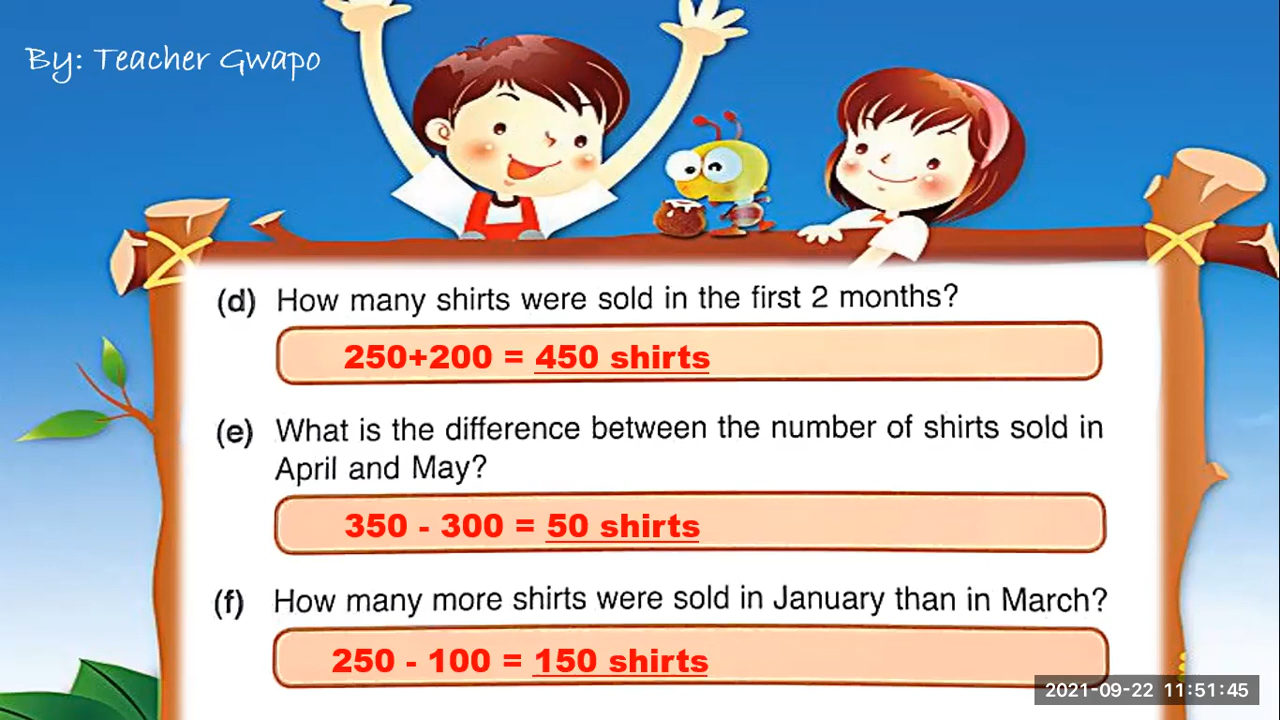 By: Teacher Gwapo
(d) How many shirts were sold in the first 2 months?
250+200 = 450 shirts
(e) What is the difference between the number of shirts sold in
April and May?
350 - 300 = 50 shirts
(f) How many more shirts were sold in January than in March?
250 - 100 = 150 shirts
2021-09-22 11:51:45